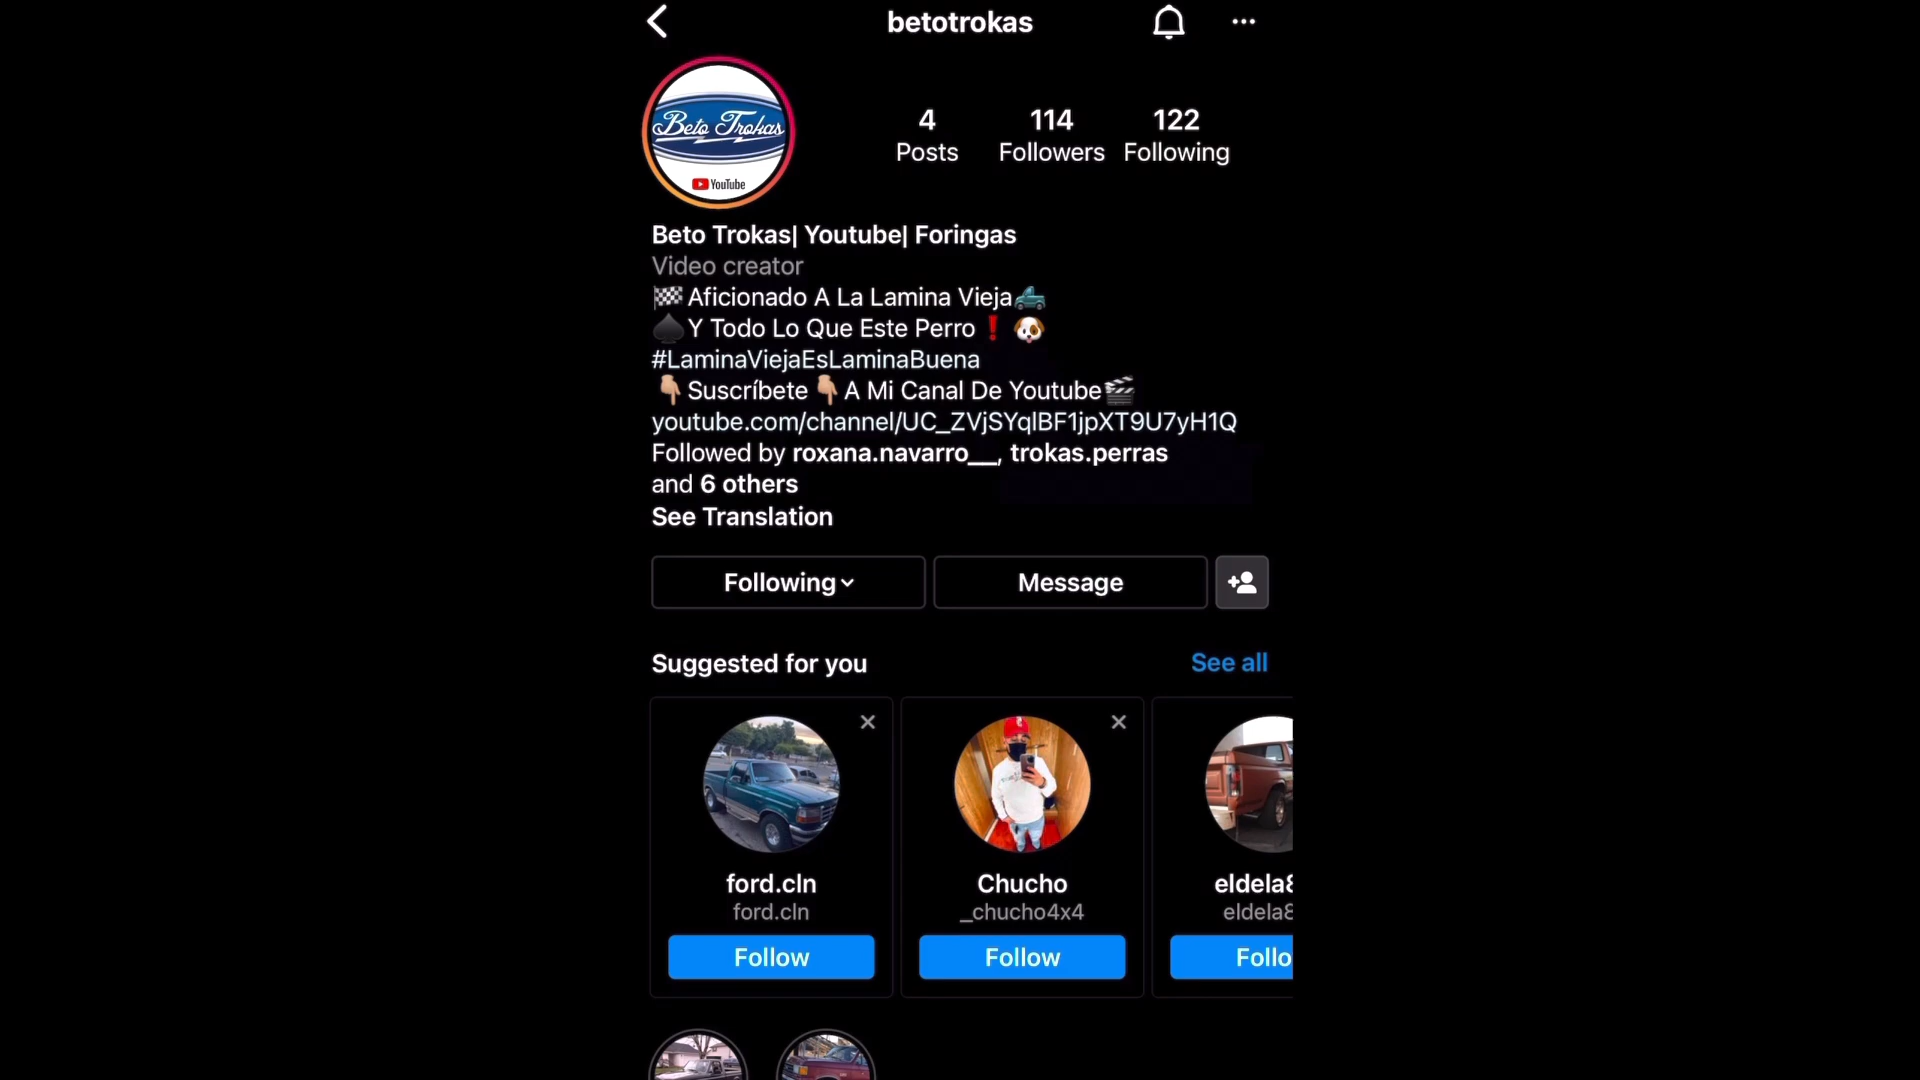 betotrokas
Beto Trokas
YouTube
4
Posts
114
Followers
122
Following
Beto Trokas| Youtube| Foringas
Video creator
🏁Aficionado A La Lamina Vieja🛻
♠️Y Todo Lo Que Este Perro❗🐶
#LaminaViejaEsLaminaBuena
👇🏼Suscríbete👇🏼A Mi Canal De Youtube🎬
youtube.com/channel/UC_ZVjSYqlBF1jpXT9U7yH1Q
Followed by roxana.navarro__, trokas.perras
and 6 others
See Translation
Following
Message
Suggested for you
See all
ford.cln
ford.cln
Follow
Chucho
_chucho4x4
Follow
eldela8
eldela8
Follo